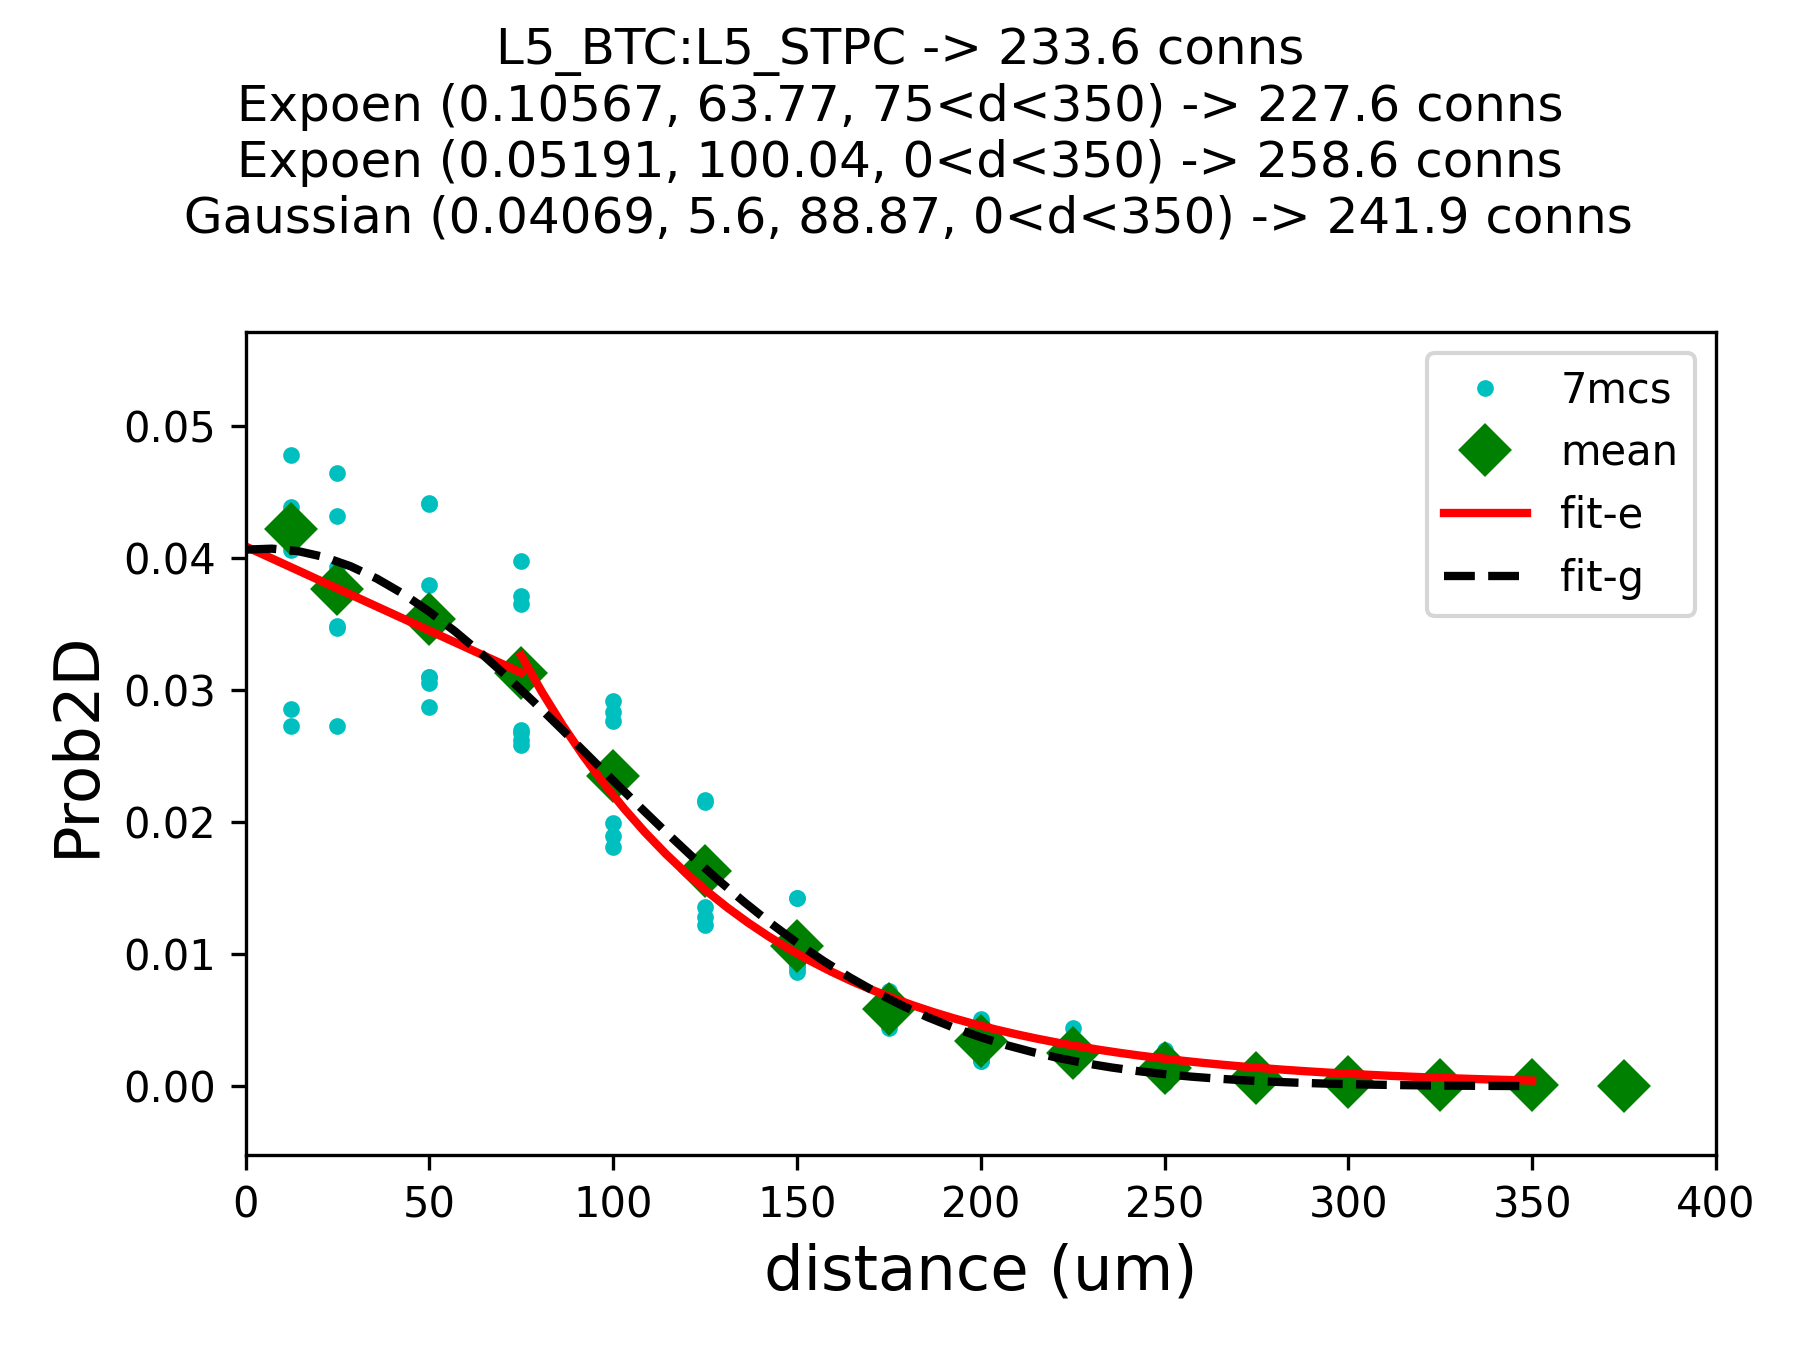 L5_BTC:L5_STPC -> 233.6 conns
Expoen (0.10567, 63.77, 75<d<350) -> 227.6 conns
Expoen (0.05191, 100.04, 0<d<350) -> 258.6 conns
Gaussian (0.04069, 5.6, 88.87, 0<d<350) -> 241.9 conns
7mcs
mean
fit-e
fit-g
Prob2D
0.05
0.04
0.03
0.02
0.01
0.00
0 50 100 150 200 250 300 350 400
distance (um)